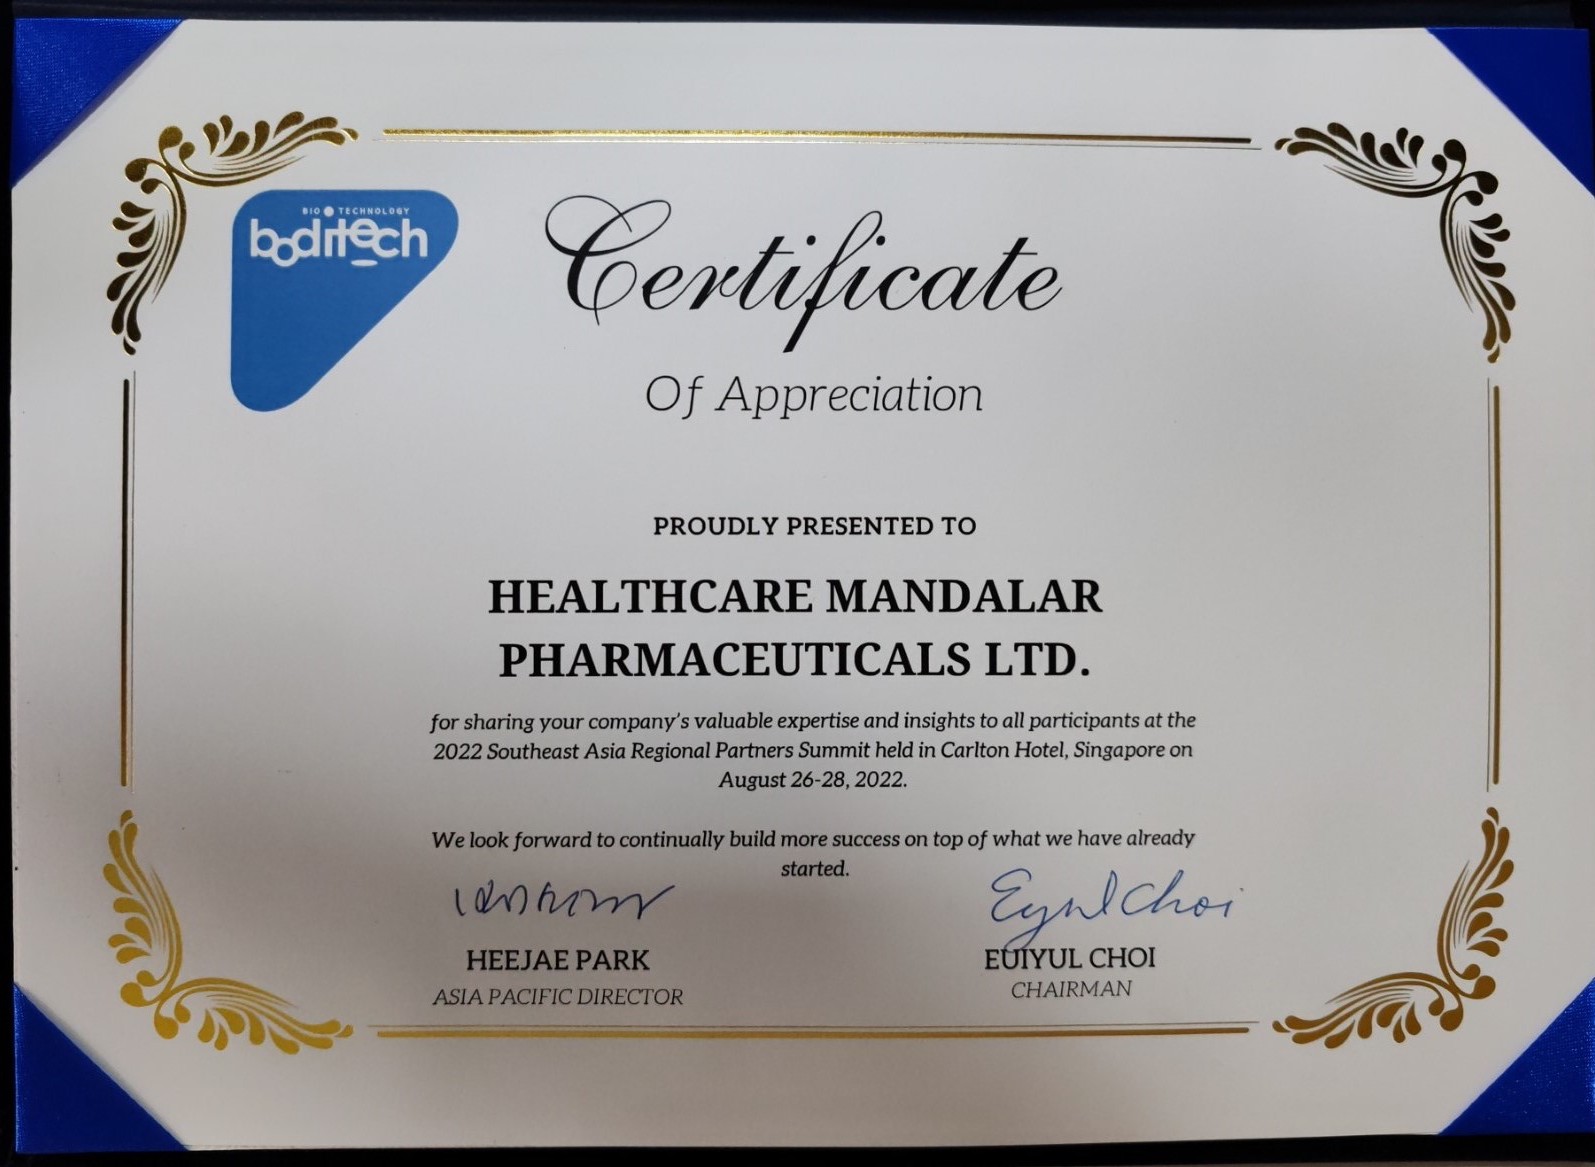 BIO TECHNOLOGY
boditech
Certificate
Of Appreciation
PROUDLY PRESENTED TO
HEALTHCARE MANDALAR
PHARMACEUTICALS LTD.
for sharing your company's valuable expertise and insights to all participants at the
2022 Southeast Asia Regional Partners Summit held in Carlton Hotel, Singapore on
August 26-28, 2022.
We look forward to continually build more success on top of what we have already
started.
Eyul Choi
HEEJAE PARK
EUIYUL CHOI
ASIA PACIFIC DIRECTOR
CHAIRMAN